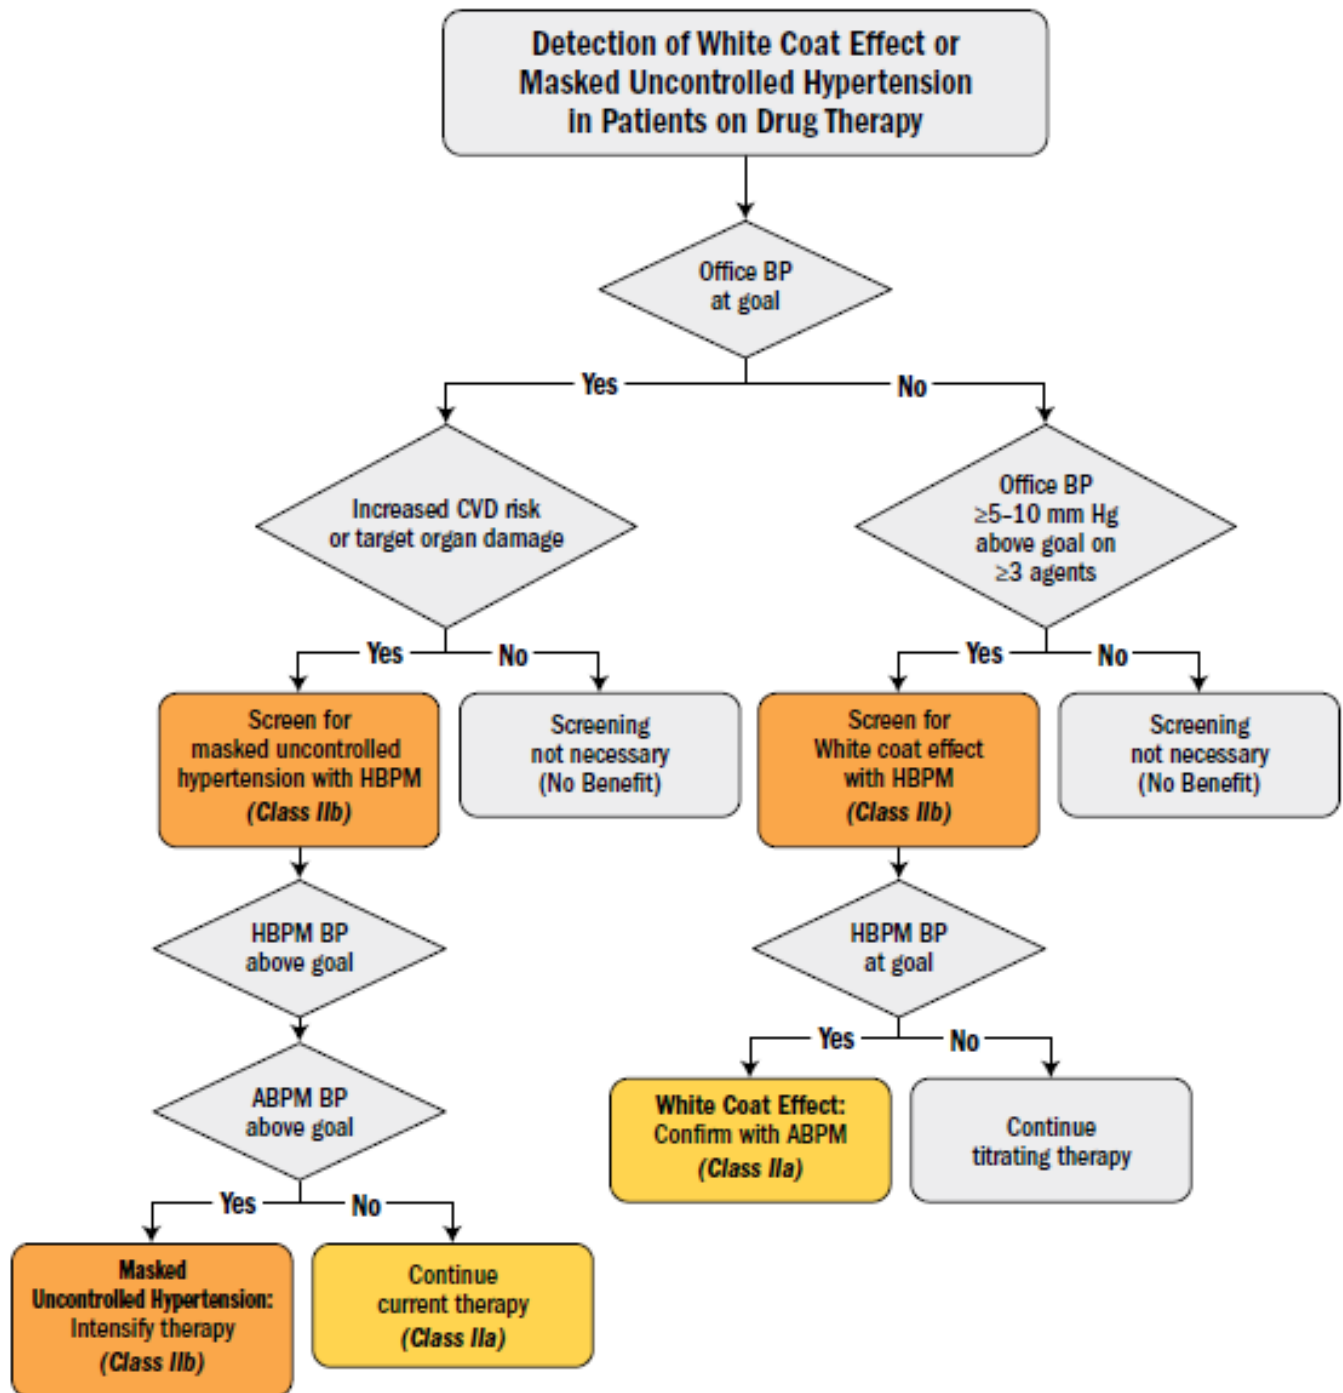 Detection of White Coat Effect or
Masked Uncontrolled Hypertension
in Patients on Drug Therapy
Office BP
at goal
Yes
No
Increased CVD risk
or target organ damage
Office BP
≥5–10 mm Hg
above goal on
≥3 agents
Yes
No
Yes
No
Screen for
masked uncontrolled
hypertension with HBPM
(Class IIb)
Screening
not necessary
(No Benefit)
Screen for
White coat effect
with HBPM
(Class IIb)
Screening
not necessary
(No Benefit)
HBPM BP
above goal
HBPM BP
at goal
Yes
No
ABPM BP
above goal
White Coat Effect:
Confirm with ABPM
(Class IIa)
Continue
titrating therapy
Yes
No
Masked
Uncontrolled Hypertension:
Intensify therapy
(Class IIb)
Continue
current therapy
(Class IIa)